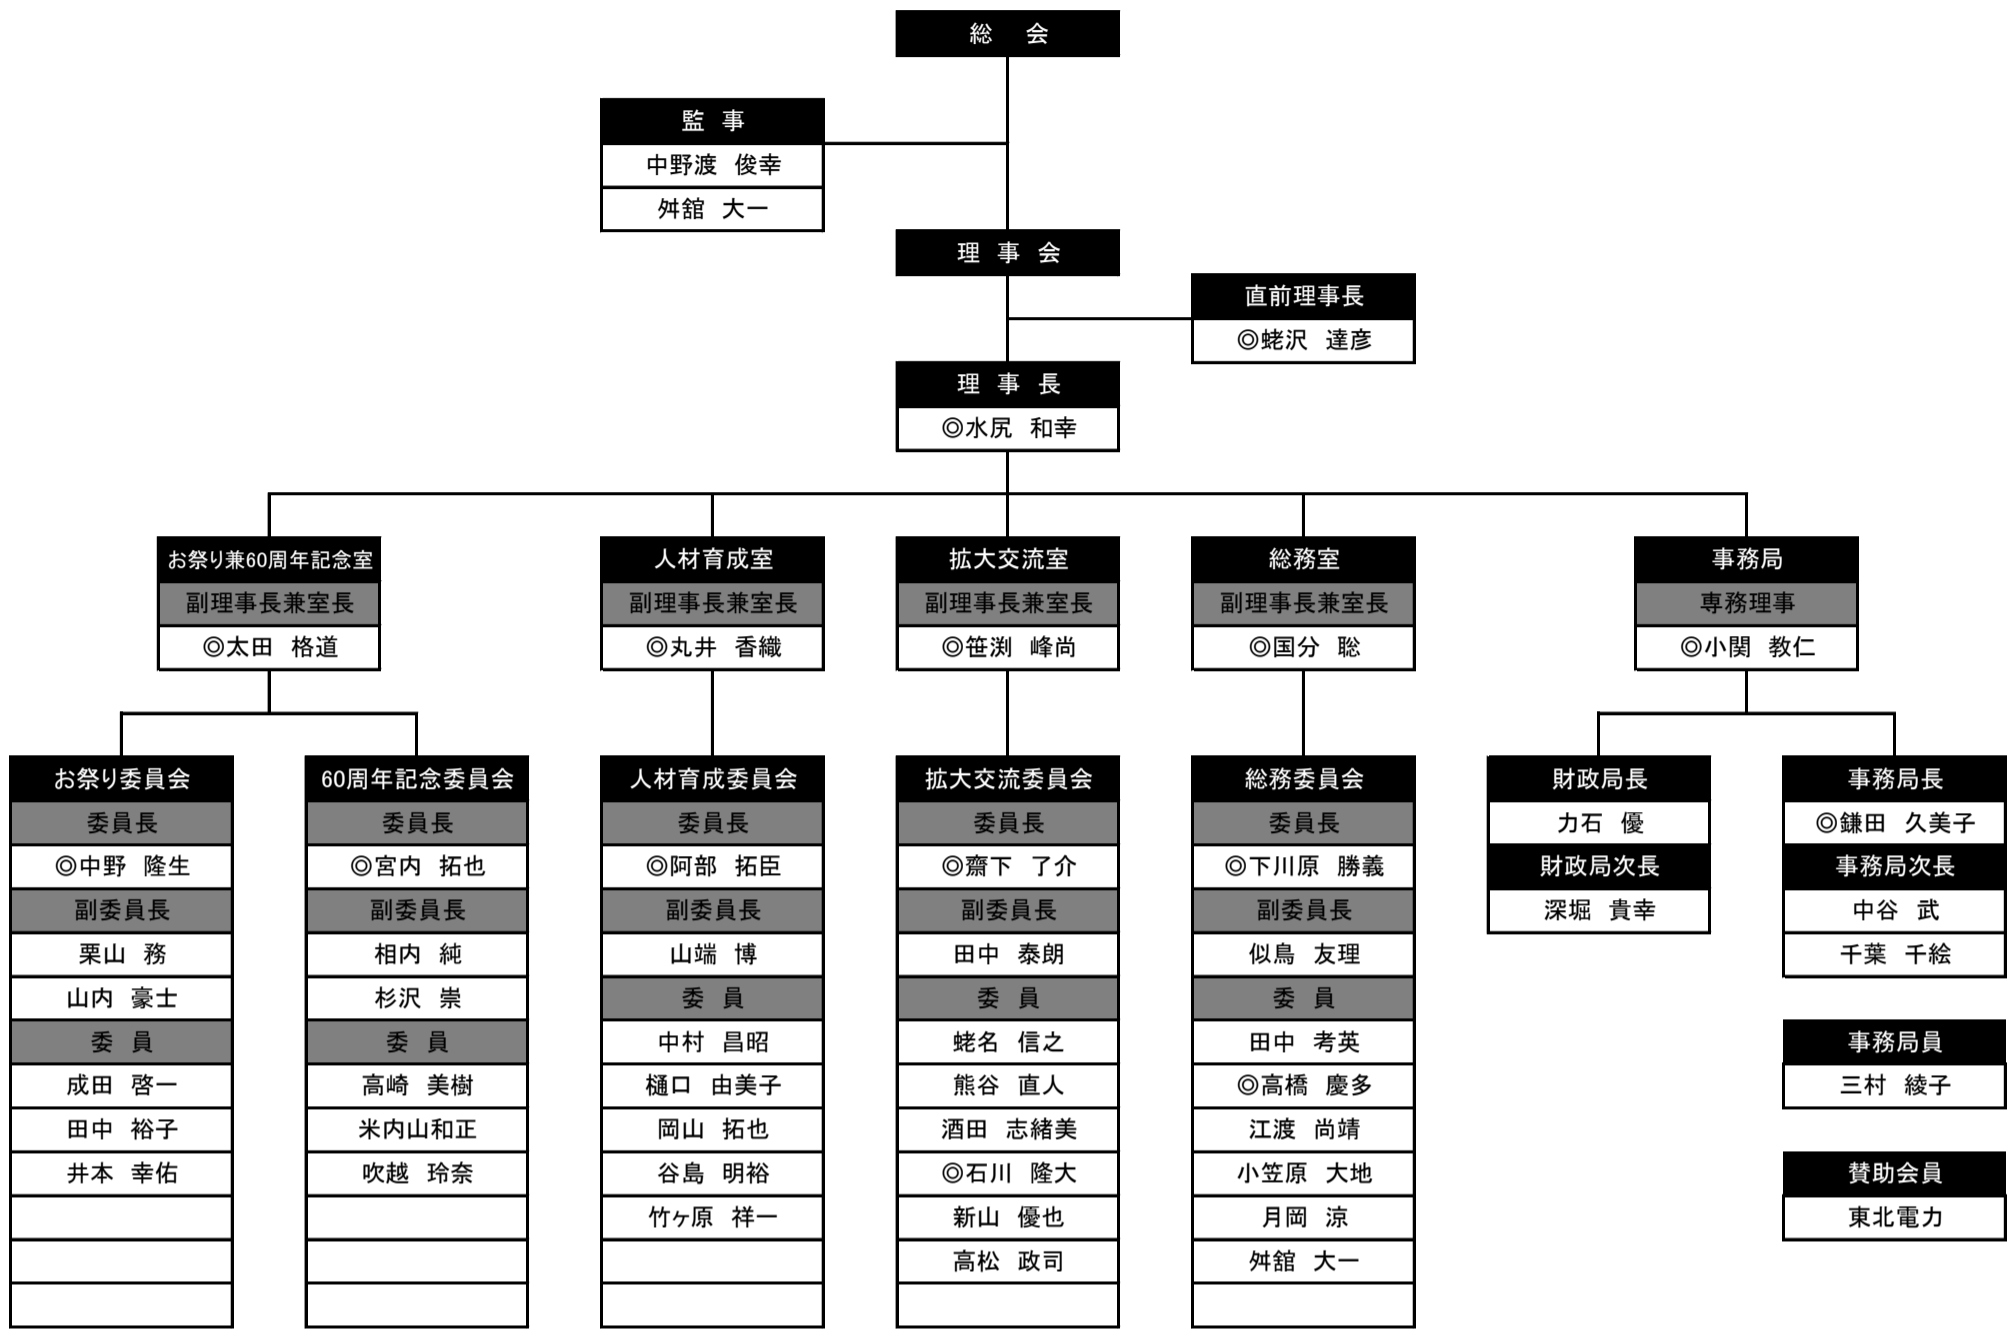 総　会
監　事
中野渡　俊幸
舛舘　大一
理　事　会
直前理事長
◎蛯沢　達彦
理　事　長
◎水尻　和幸
お祭り兼60周年記念室
副理事長兼室長
◎太田　格道
人材育成室
副理事長兼室長
◎丸井　香織
拡大交流室
副理事長兼室長
◎笹渕　峰尚
総務室
副理事長兼室長
◎国分　聡
事務局
専務理事
◎小関　教仁
お祭り委員会
委員長
◎中野　隆生
副委員長
栗山　務
山内　豪士
委　員
成田　啓一
田中　裕子
井本　幸佑
60周年記念委員会
委員長
◎宮内　拓也
副委員長
相内　純
杉沢　崇
委　員
高崎　美樹
米内山和正
吹越　玲奈
人材育成委員会
委員長
◎阿部　拓臣
副委員長
山端　博
委　員
中村　昌昭
樋口　由美子
岡山　拓也
谷島　明裕
竹ヶ原　祥一
拡大交流委員会
委員長
◎齋下　了介
副委員長
田中　泰朗
委　員
蛯名　信之
熊谷　直人
酒田　志緒美
◎石川　隆大
新山　優也
高松　政司
総務委員会
委員長
◎下川原　勝義
副委員長
似鳥　友理
委　員
田中　考英
◎高橋　慶多
江渡　尚靖
小笠原　大地
月岡　涼
舛舘　大一
財政局長
力石　優
財政局次長
深堀　貴幸
事務局長
◎鎌田　久美子
事務局次長
中谷　武
千葉　千絵
事務局員
三村　綾子
賛助会員
東北電力